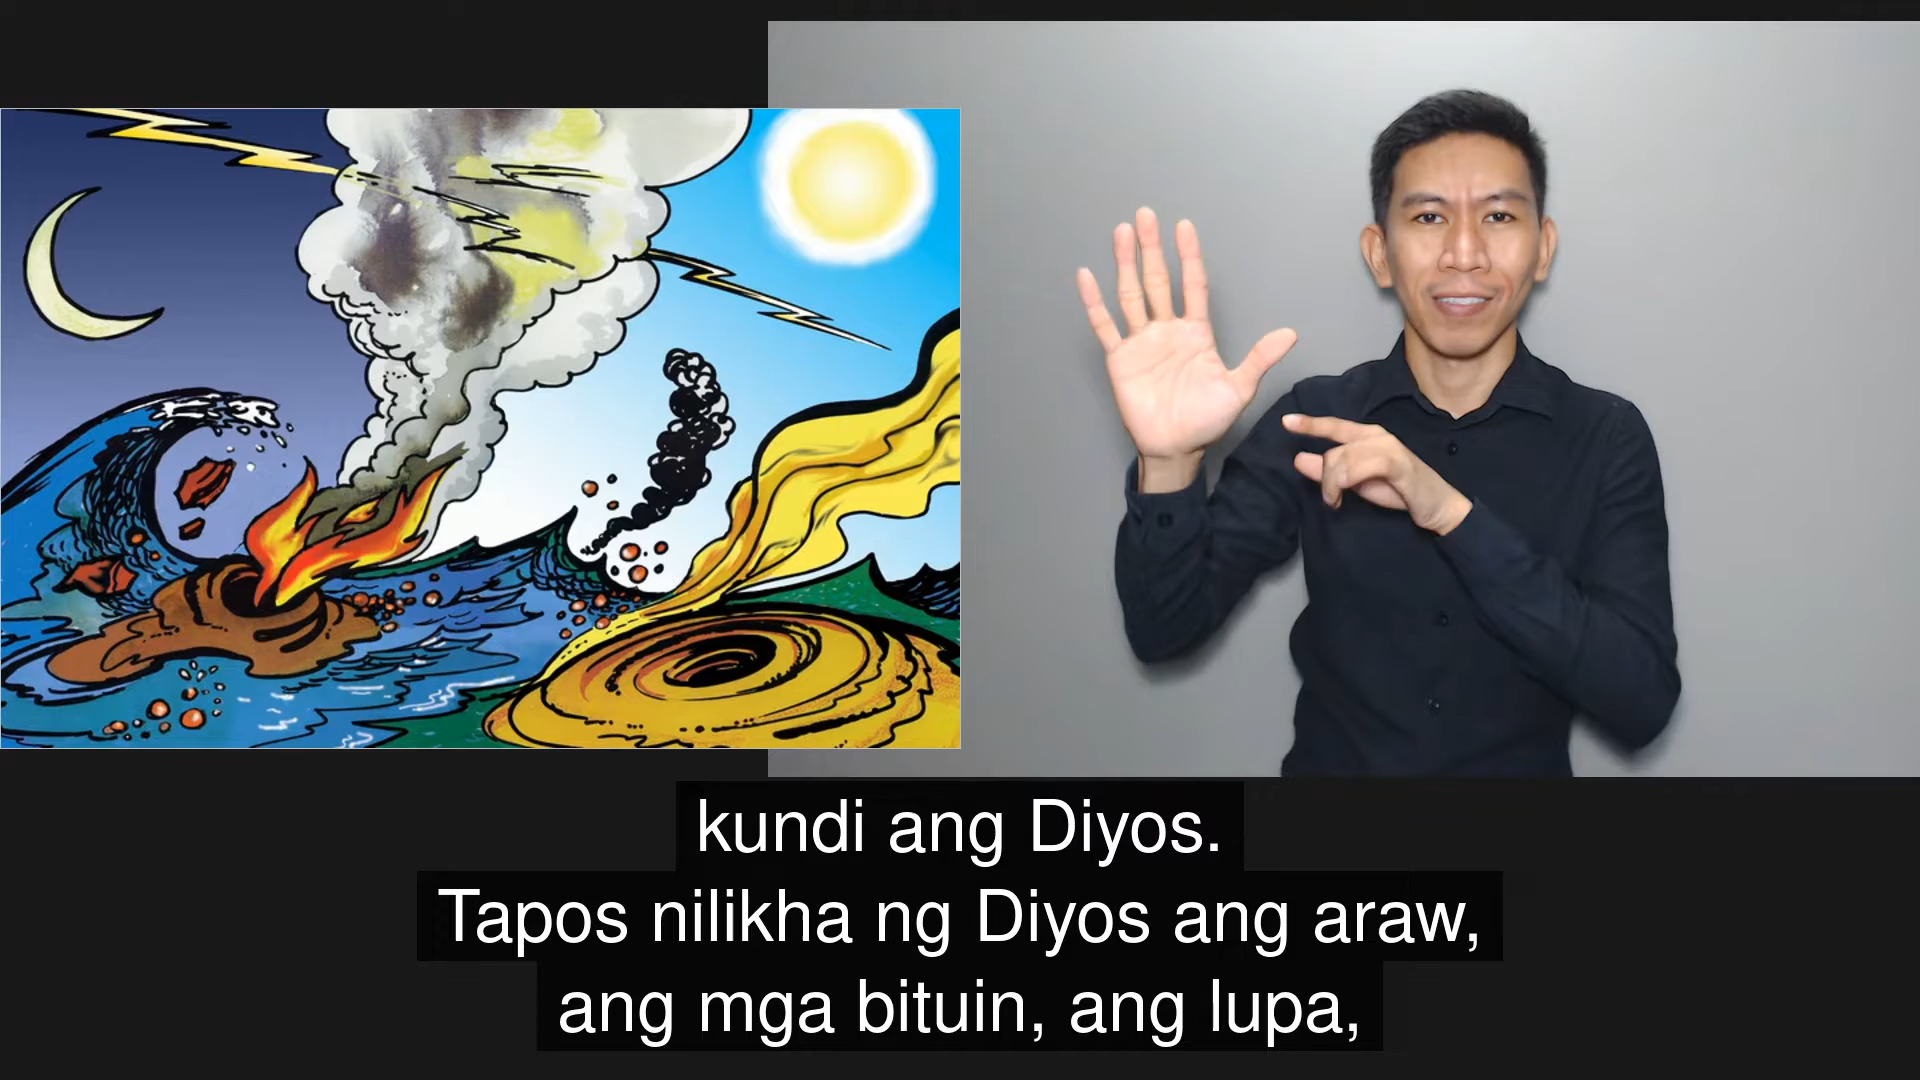 kundi ang Diyos.
Tapos nilikha ng Diyos ang araw,
ang mga bituin, ang lupa,